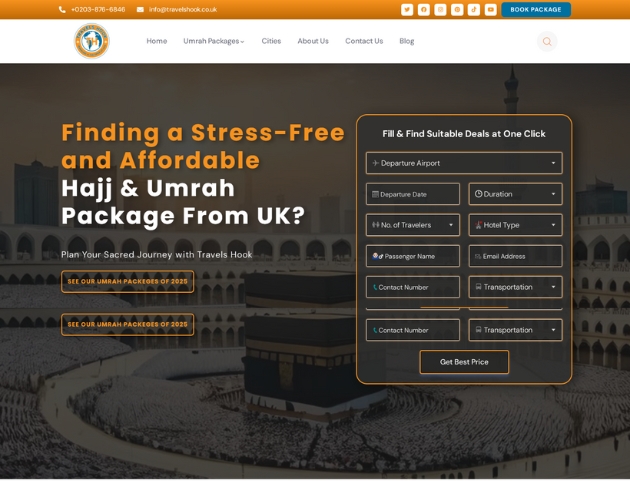 +0203-876-6846
info@travelshook.co.uk
BOOK PACKAGE
Home
Umrah Packages
Cities
About Us
Contact Us
Blog
Finding a Stress-Free
and Affordable
Hajj & Umrah
Package From UK?
Plan Your Sacred Journey with Travels Hook
SEE OUR UMRAH PACKEGES OF 2025
SEE OUR UMRAH PACKEGES OF 2025
Fill & Find Suitable Deals at One Click
Departure Airport
Departure Date
Duration
No. of Travelers
Hotel Type
Passenger Name
Email Address
Contact Number
Transportation
Contact Number
Transportation
Get Best Price